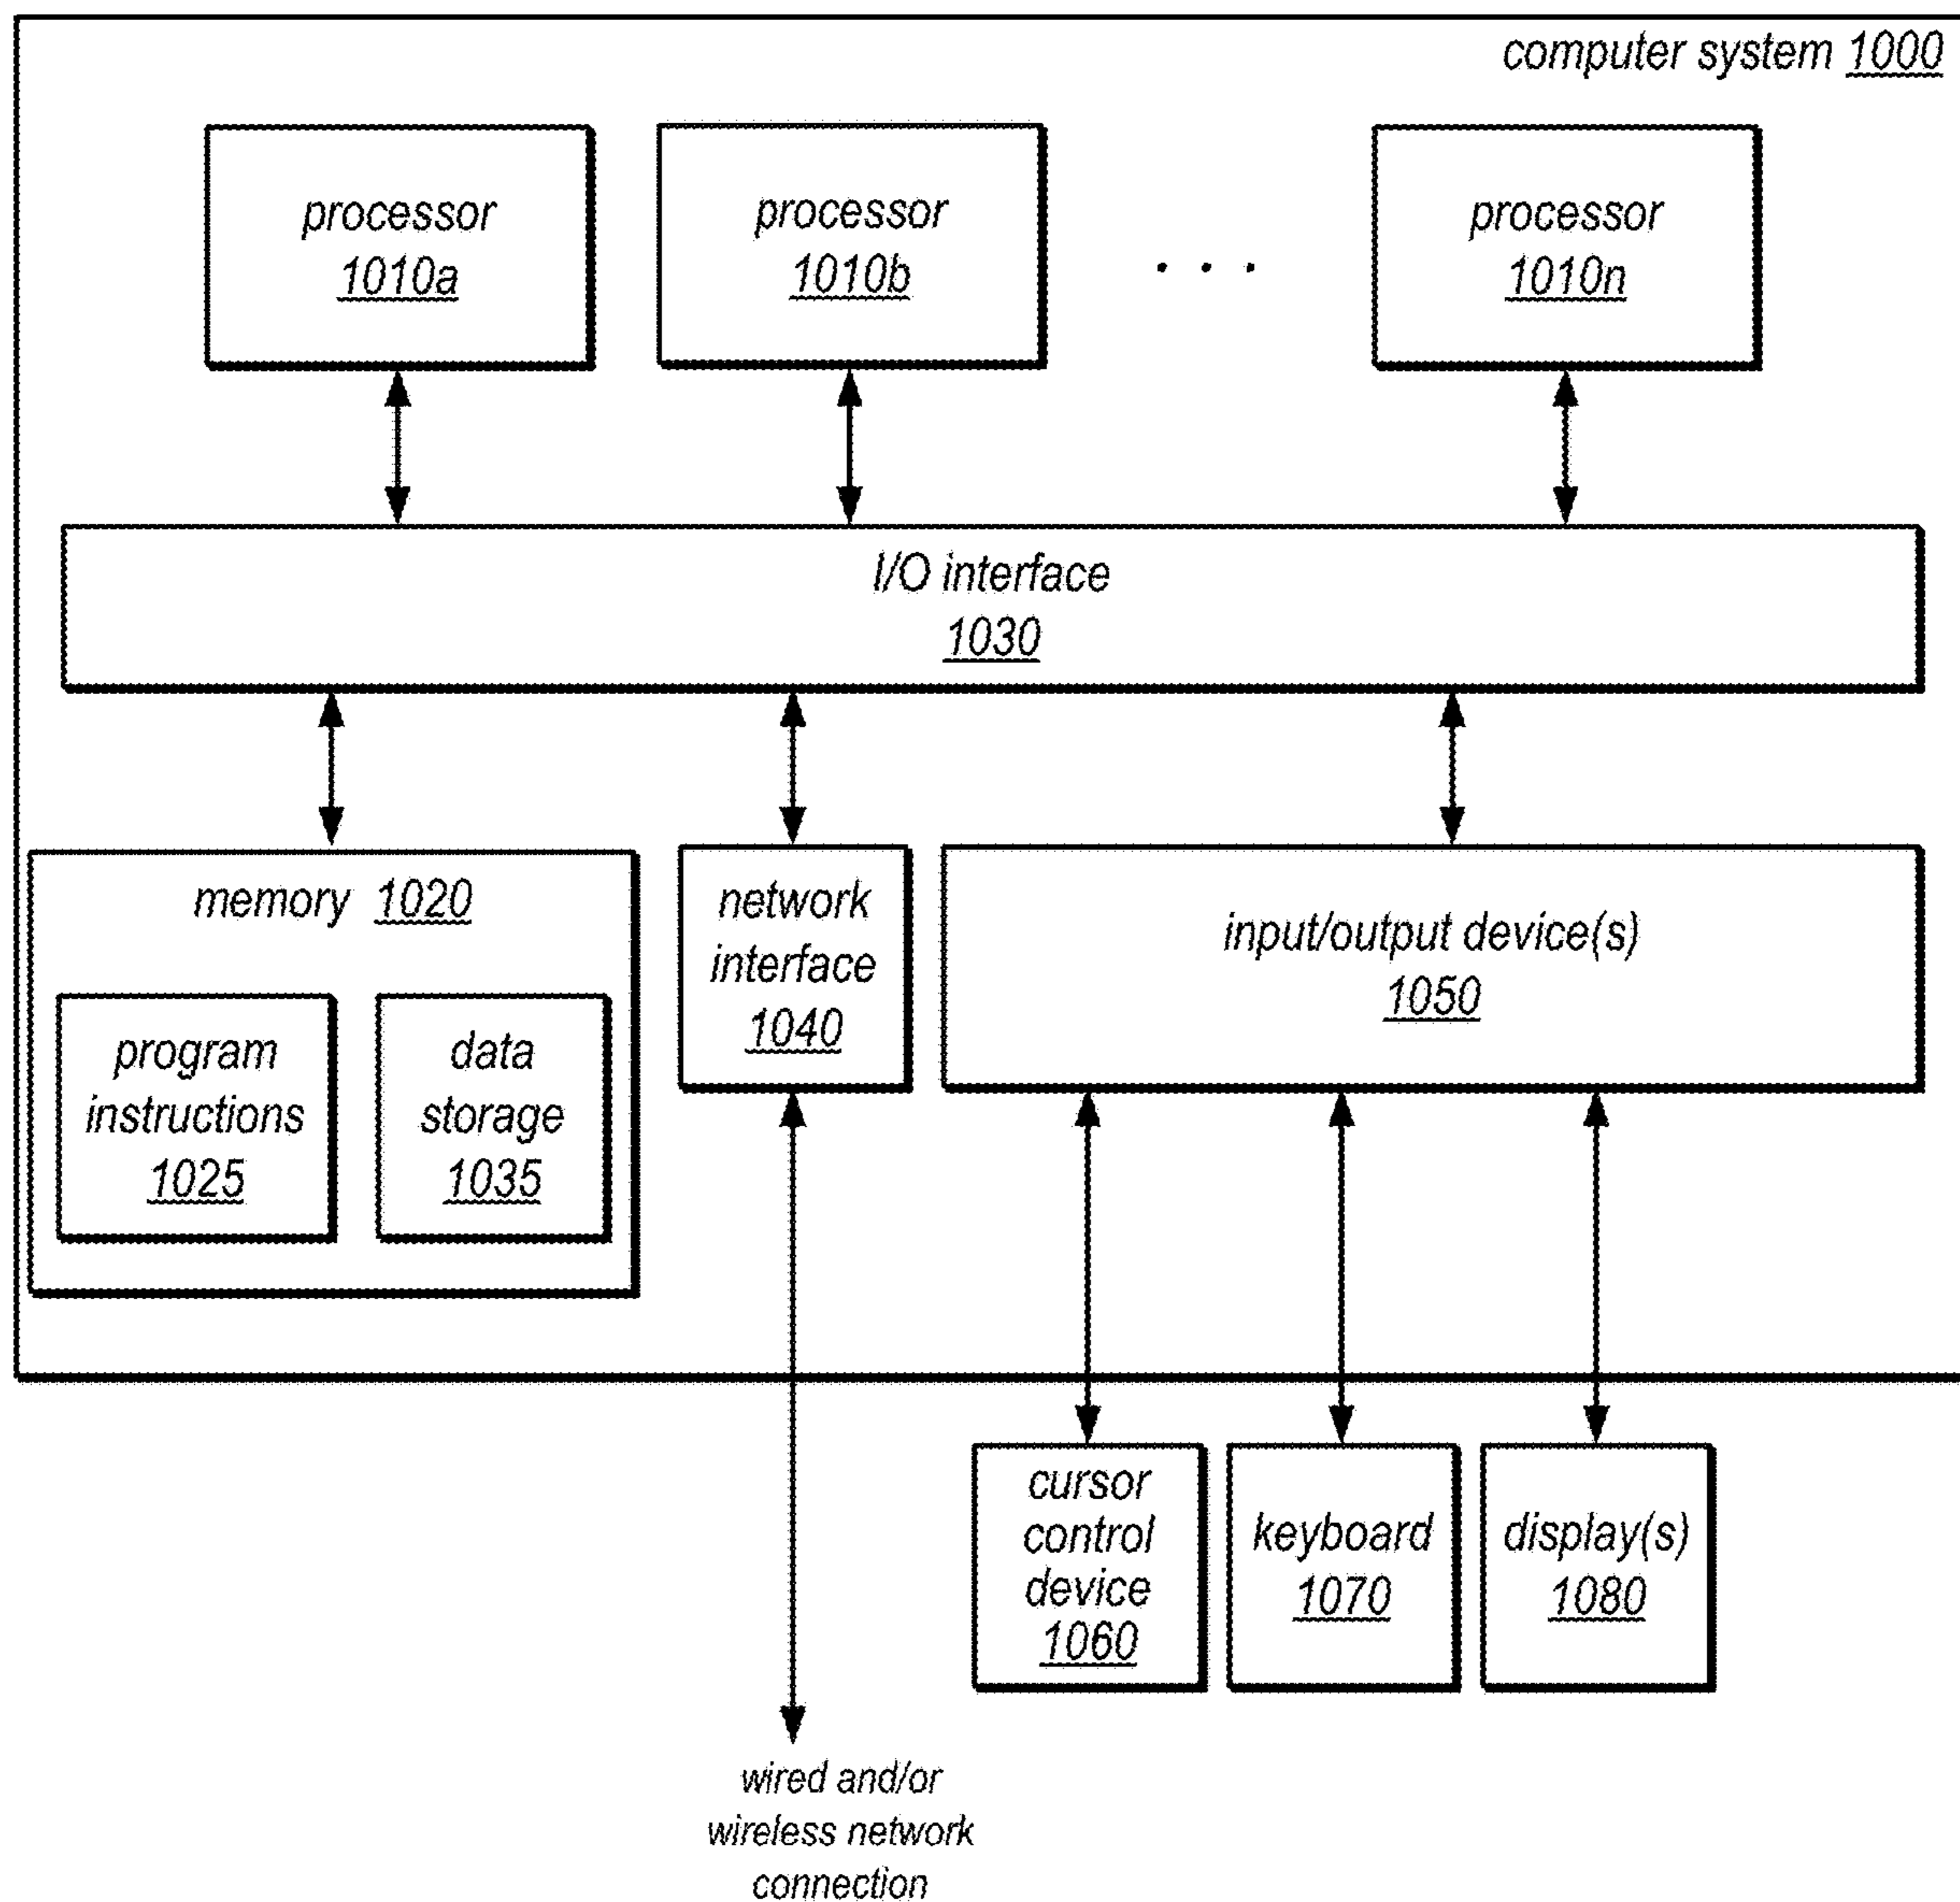 computer system 1000
processor
1010a
processor
1010b
. . .
processor
1010n
I/O interface
1030
memory 1020
program
instructions
1025
data
storage
1035
network
interface
1040
input/output device(s)
1050
cursor
control
device
1060
keyboard
1070
display(s)
1080
wired and/or
wireless network
connection